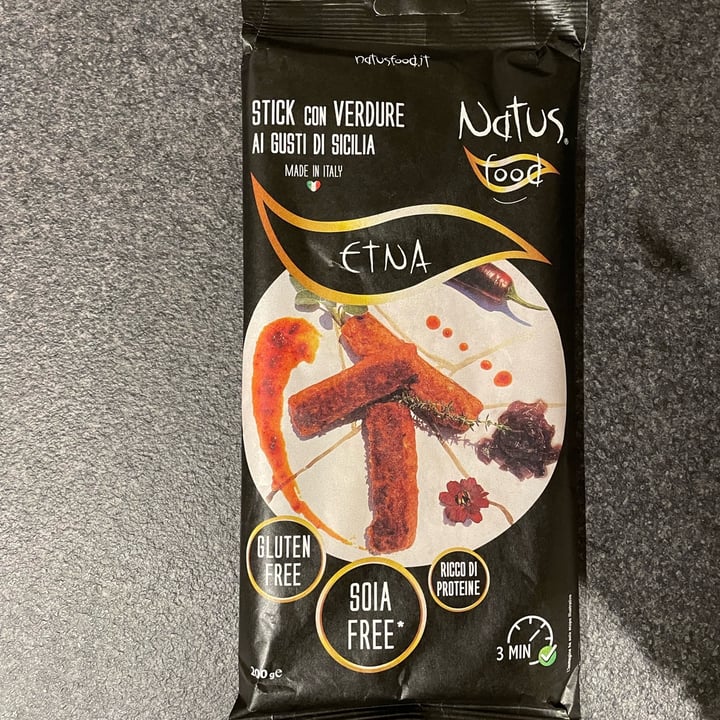 natusfood.it
STICK CON VERDURE
AI GUSTI DI SICILIA
MADE IN ITALY
Natus®
food
ETNA
GLUTEN
FREE
SOIA
FREE*
RICCO DI
PROTEINE
3 MIN
200 g e